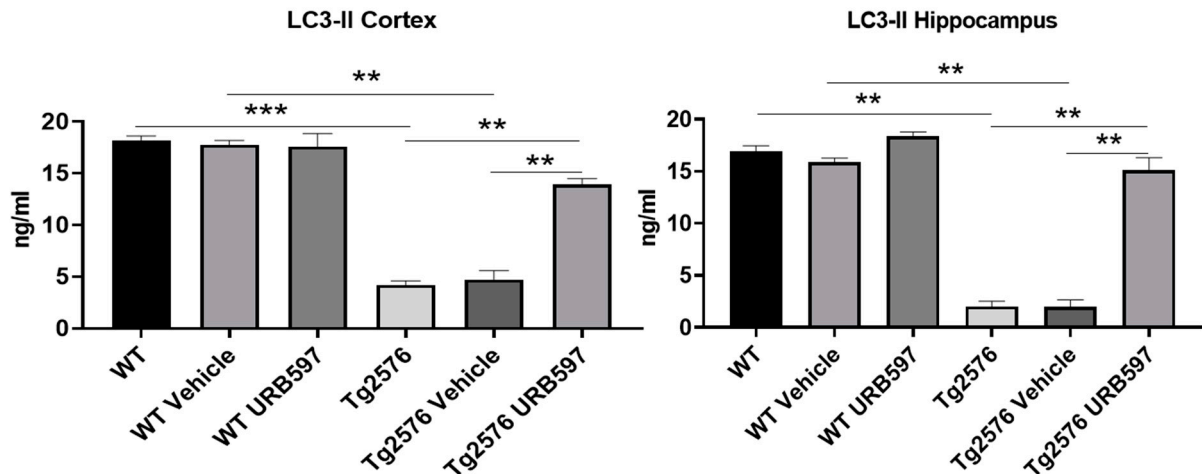 LC3-II Cortex
**
***
**
**
20
15
10
5
0
ng/ml
WT
WT Vehicle
WT URB597
Tg2576
Tg2576 Vehicle
Tg2576 URB597
LC3-II Hippocampus
**
**
**
**
20
15
10
5
0
ng/ml
WT
WT Vehicle
WT URB597
Tg2576
Tg2576 Vehicle
Tg2576 URB597